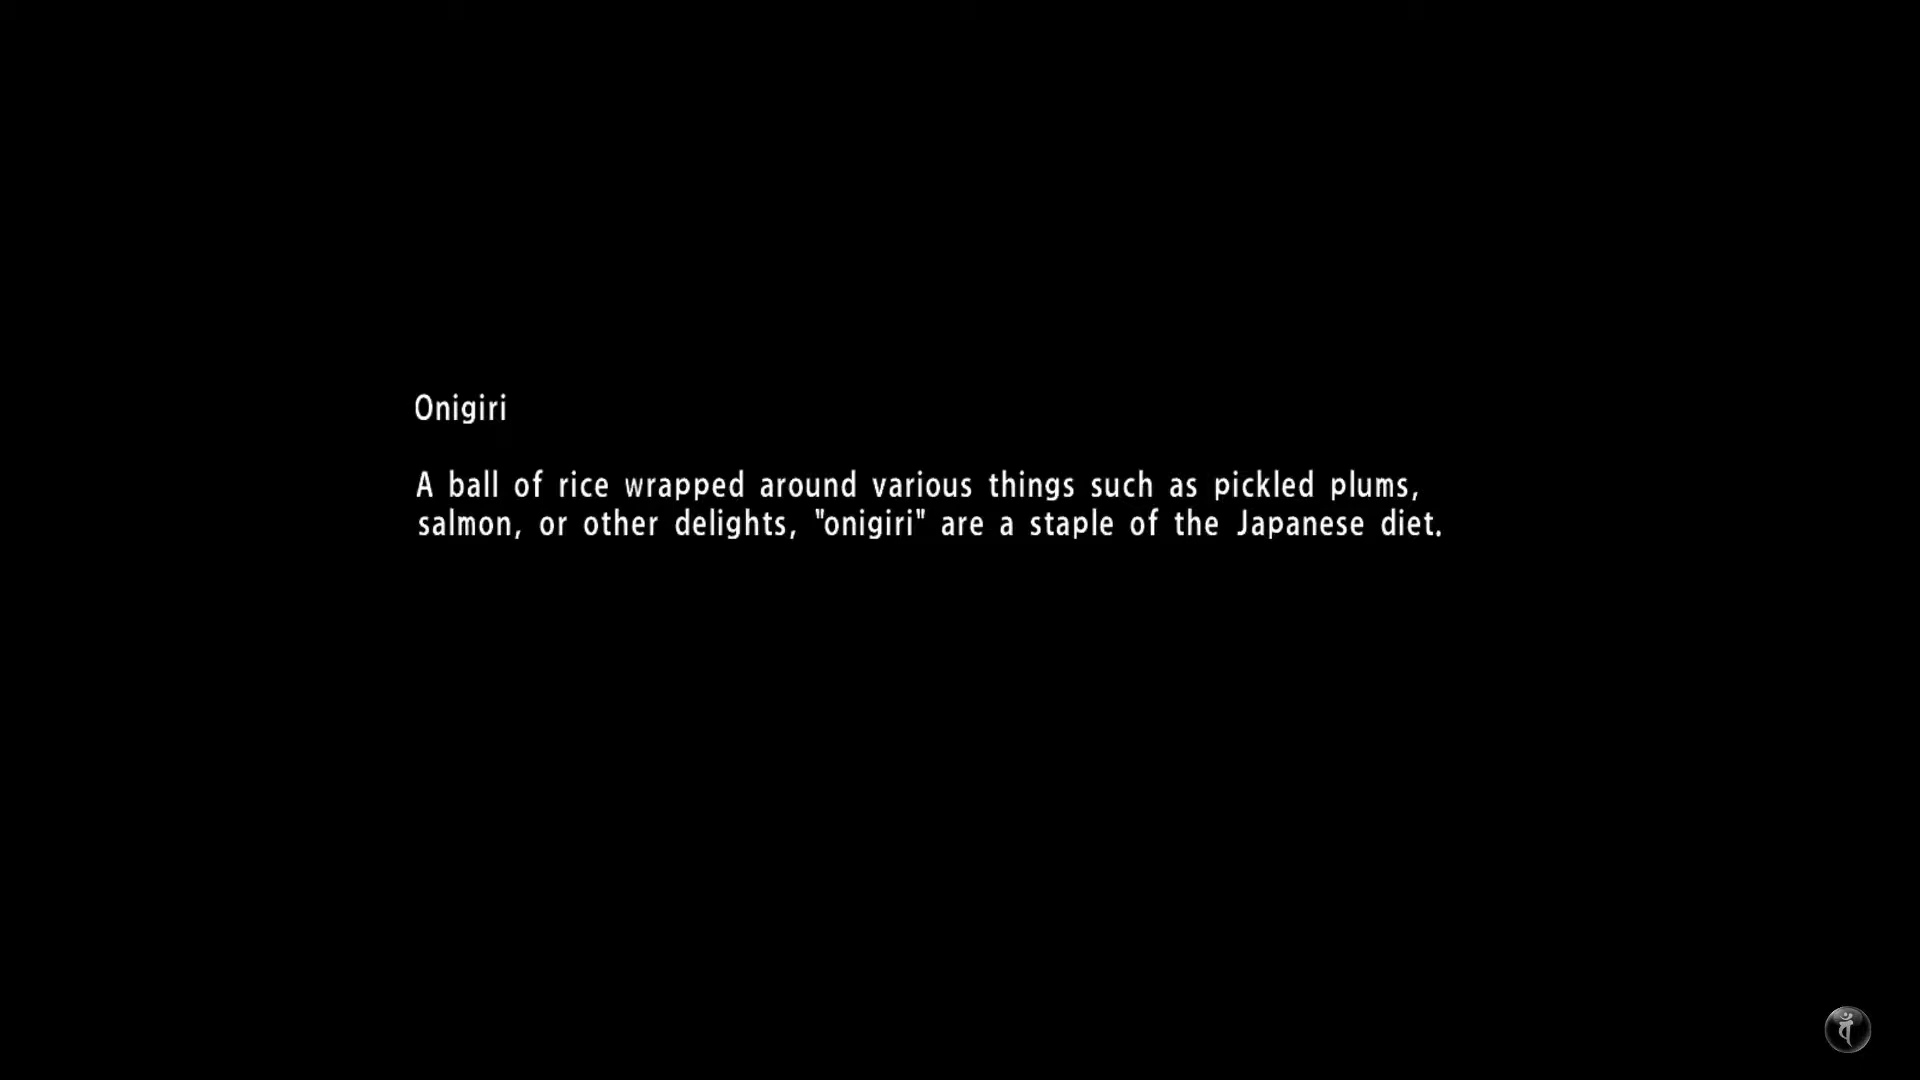 Onigiri
A ball of rice wrapped around various things such as pickled plums,
salmon, or other delights, "onigiri" are a staple of the Japanese diet.